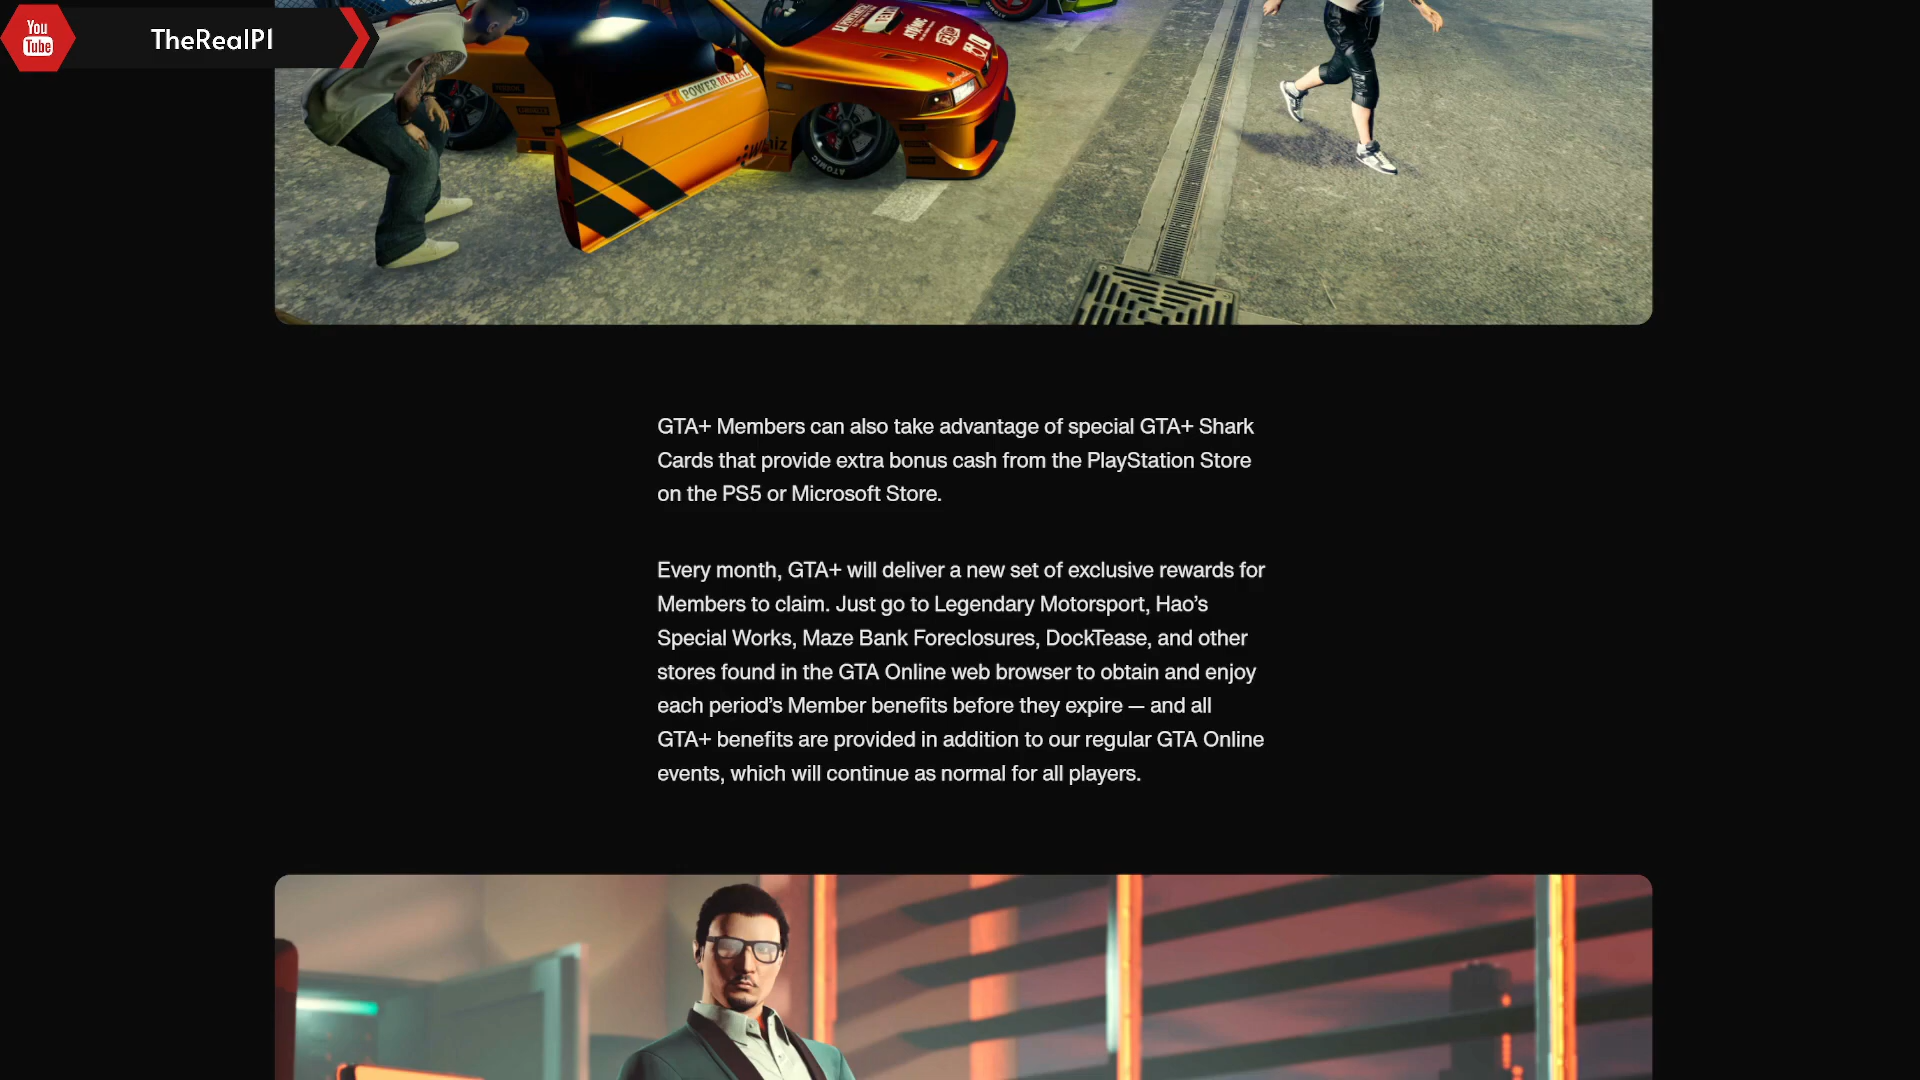 You
Tube
TheRealP1
POWERMETAL
ATOMIC
GTA+ Members can also take advantage of special GTA+ Shark
Cards that provide extra bonus cash from the PlayStation Store
on the PS5 or Microsoft Store.
Every month, GTA+ will deliver a new set of exclusive rewards for
Members to claim. Just go to Legendary Motorsport, Hao’s
Special Works, Maze Bank Foreclosures, DockTease, and other
stores found in the GTA Online web browser to obtain and enjoy
each period’s Member benefits before they expire — and all
GTA+ benefits are provided in addition to our regular GTA Online
events, which will continue as normal for all players.